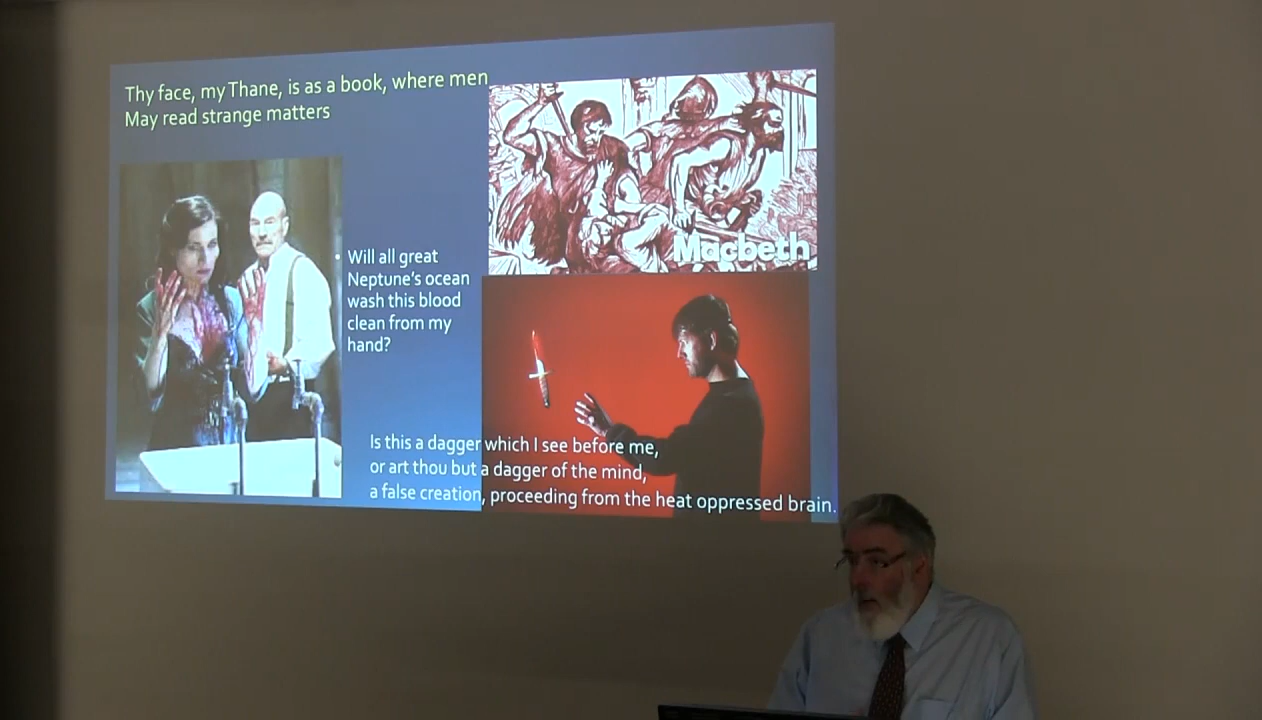 Thy face, my Thane, is as a book, where men
May read strange matters
Macbeth
Will all great
Neptune's ocean
wash this blood
clean from my
hand?
Is this a dagger which I see before me,
or art thou but a dagger of the mind,
a false creation, proceeding from the heat oppressed brain.